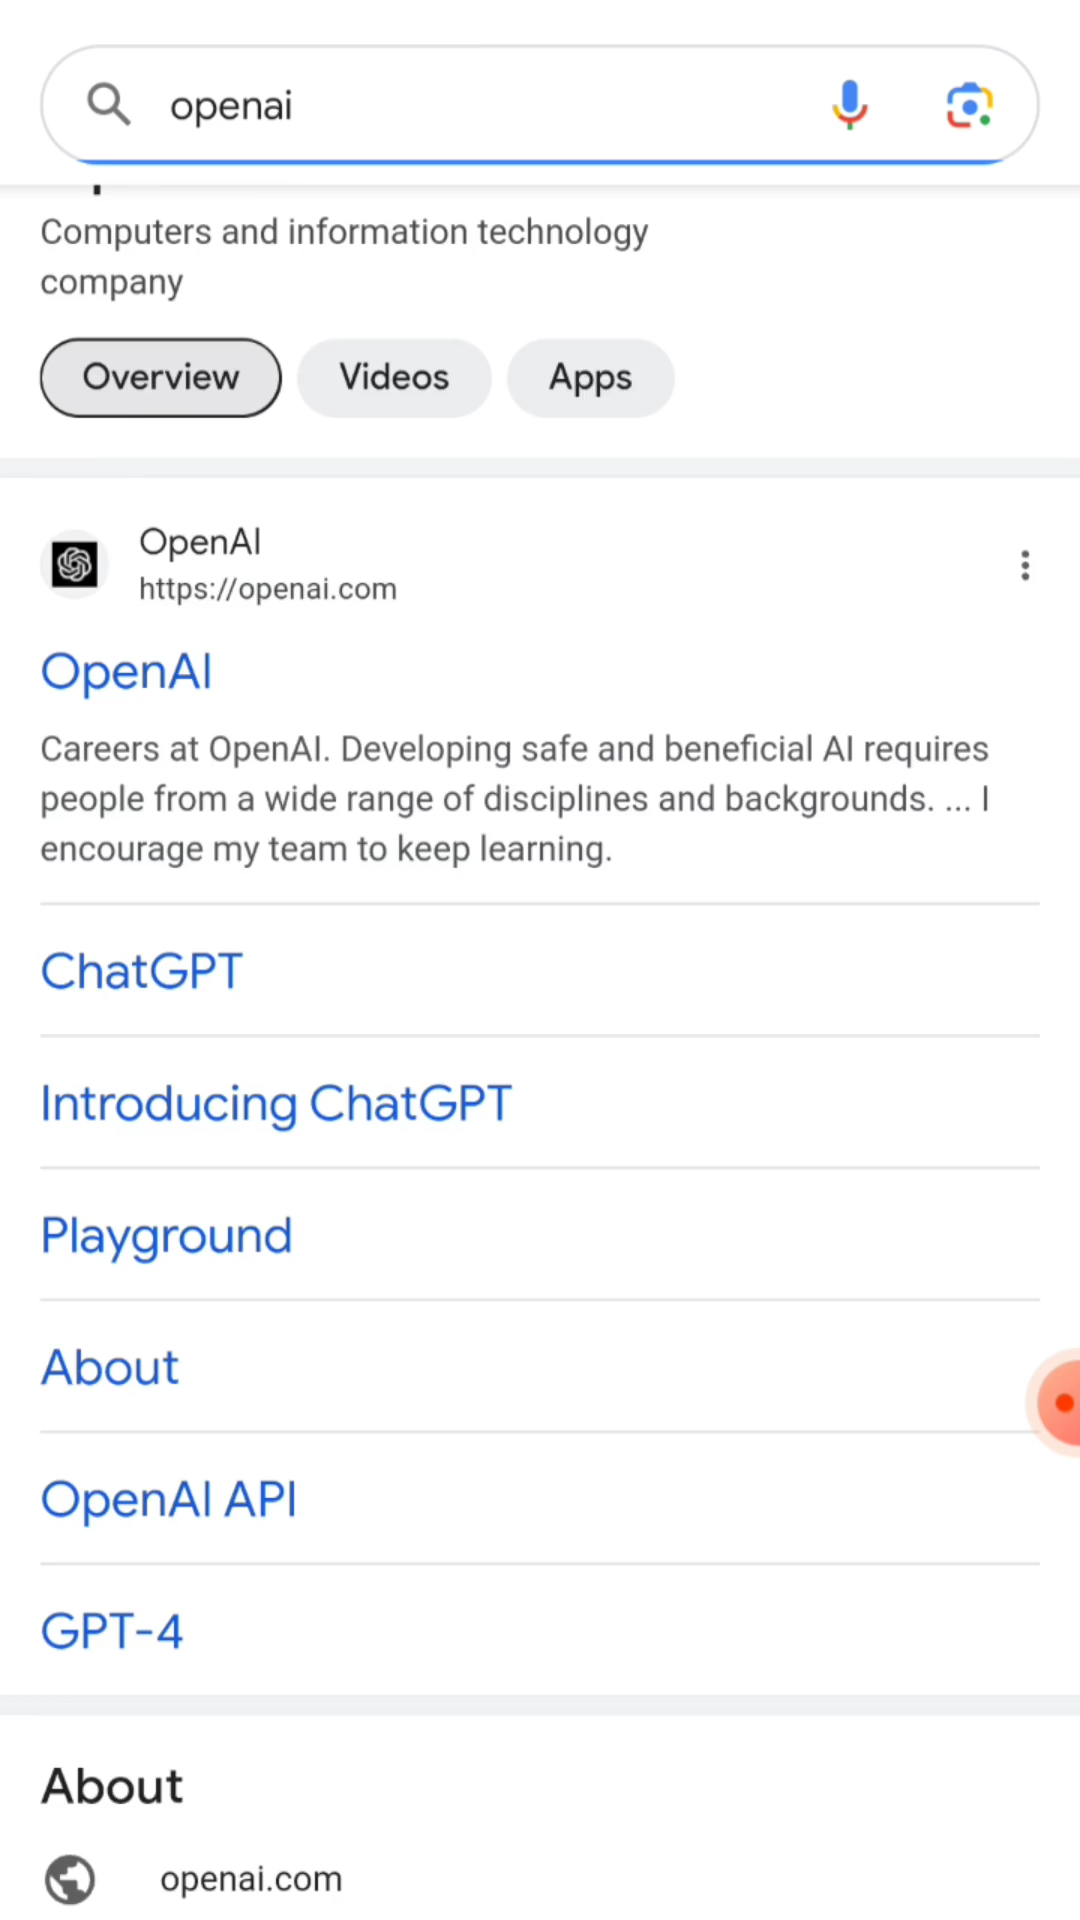 openai
Computers and information technology
company
Overview Videos Apps
OpenAI
https://openai.com
OpenAI
Careers at OpenAI. Developing safe and beneficial AI requires
people from a wide range of disciplines and backgrounds. ... I
encourage my team to keep learning.
ChatGPT
Introducing ChatGPT
Playground
About
OpenAI API
GPT-4
About
openai.com